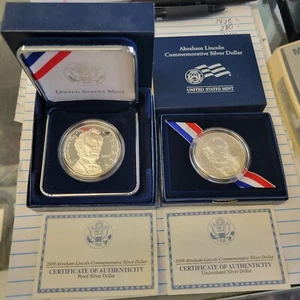 UNITED STATES MINT
Abraham Lincoln
Commemorative Silver Dollar
UNITED STATES MINT
2009 Abraham Lincoln Commemorative Silver Dollar
CERTIFICATE OF AUTHENTICITY
Proof Silver Dollar
2009 Abraham Lincoln Commemorative Silver Dollar
CERTIFICATE OF AUTHENTICITY
Uncirculated Silver Dollar